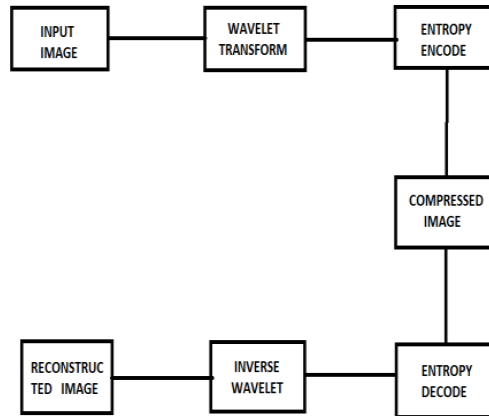 INPUT
IMAGE
WAVELET
TRANSFORM
ENTROPY
ENCODE
COMPRESSED
IMAGE
RECONSTRUC
TED IMAGE
INVERSE
WAVELET
ENTROPY
DECODE